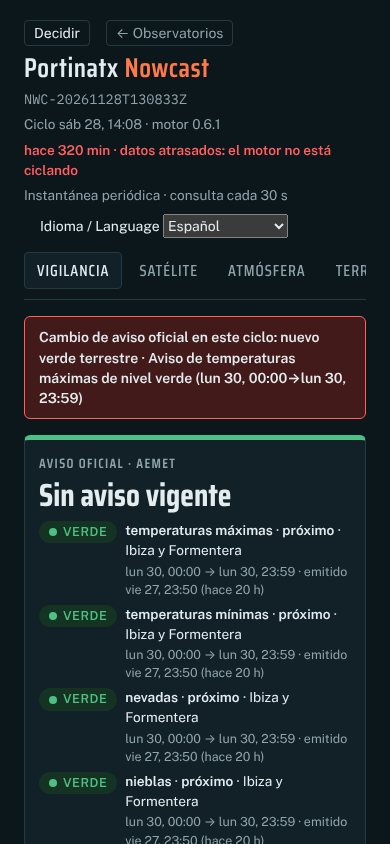 Decidir
← Observatorios
Portinatx Nowcast
NWC-20261128T130833Z
Ciclo sáb 28, 14:08 · motor 0.6.1
hace 320 min · datos atrasados: el motor no está
ciclando
Instantánea periódica · consulta cada 30 s
Idioma / Language Español
VIGILANCIA
SATÉLITE
ATMÓSFERA
TERR
Cambio de aviso oficial en este ciclo: nuevo
verde terrestre · Aviso de temperaturas
máximas de nivel verde (lun 30, 00:00→lun 30,
23:59)
AVISO OFICIAL · AEMET
Sin aviso vigente
VERDE
temperaturas máximas · próximo ·
Ibiza y Formentera
lun 30, 00:00 → lun 30, 23:59 · emitido
vie 27, 23:50 (hace 20 h)
VERDE
temperaturas mínimas · próximo ·
Ibiza y Formentera
lun 30, 00:00 → lun 30, 23:59 · emitido
vie 27, 23:50 (hace 20 h)
VERDE
nevadas · próximo · Ibiza y
Formentera
lun 30, 00:00 → lun 30, 23:59 · emitido
vie 27, 23:50 (hace 20 h)
VERDE
nieblas · próximo · Ibiza y
Formentera
lun 30, 00:00 → lun 30, 23:59 · emitido
vie 27, 23:50 (hace 20 h)